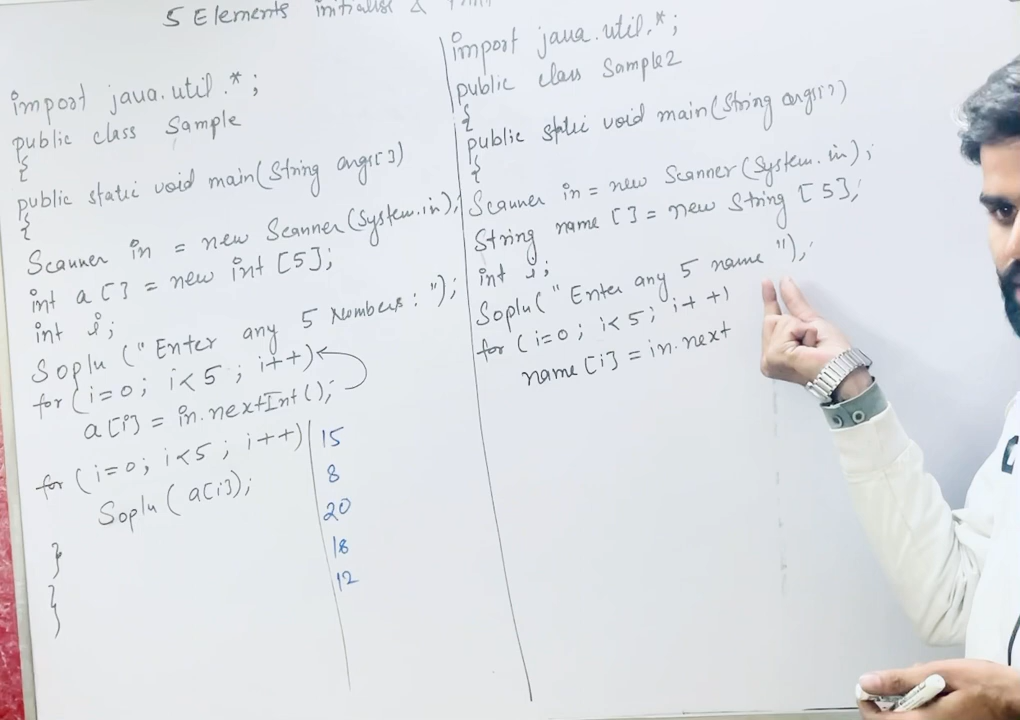 5 Elements initialise &
import java.util.*;
public class Sample
{
public static void main(String args[])
{
Scanner in = new Scanner(System.in);
int a[] = new int [5];
int i;
Sopln ("Enter any 5 Numbers : ");
for (i=0; i<5; i++)
a[i] = in.nextInt();
for (i=0; i<5; i++)
Sopln (a[i]);
}
}
15
8
20
18
12
import java.util.*;
public class Sample2
{
public static void main(String args[])
{
Scanner in = new Scanner(System.in);
String name [] = new String [5];
int i;
Sopln("Enter any 5 name ");
for (i=0; i<5; i++)
name[i] = in.next